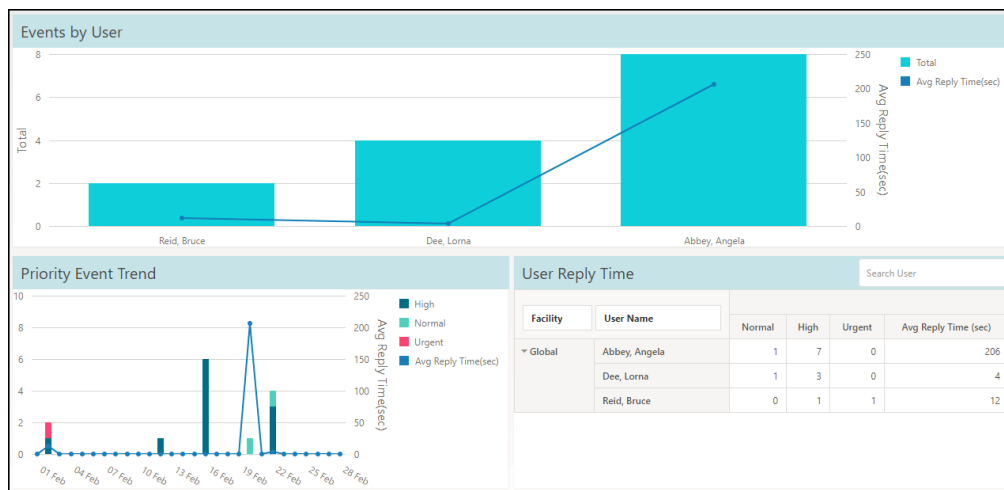 Events by User
8
6
4
2
0
Total
250
200
150
100
50
0
Avg Reply Time(sec)
Total
Avg Reply Time(sec)
Reid, Bruce
Dee, Lorna
Abbey, Angela
Priority Event Trend
10
8
6
4
2
0
250
200
150
100
50
0
Avg Reply Time(sec)
High
Normal
Urgent
Avg Reply Time(sec)
01 Feb
04 Feb
07 Feb
10 Feb
13 Feb
16 Feb
19 Feb
22 Feb
25 Feb
28 Feb
User Reply Time
Search User
Facility User Name
Normal High Urgent Avg Reply Time (sec)
Global Abbey, Angela 1 7 0 206
Dee, Lorna 1 3 0 4
Reid, Bruce 0 1 1 12